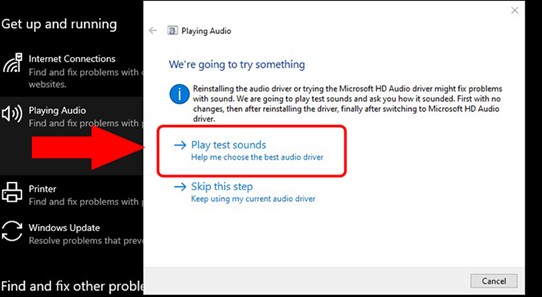 Get up and running
Internet Connections
Find and fix problems with c
websites.
Playing Audio
Find and fix problems with p
Printer
Find and fix problems with p
Windows Update
Resolve problems that preve
Find and fix other proble
Playing Audio
We're going to try something
Reinstalling the audio driver or trying the Microsoft HD Audio driver might fix problems
with sound. We are going to play test sounds and ask you how it sounded. First with no
changes, then after reinstalling the driver, finally after switching to Microsoft HD Audio
driver.
Play test sounds
Help me choose the best audio driver
Skip this step
Keep using my current audio driver
Cancel